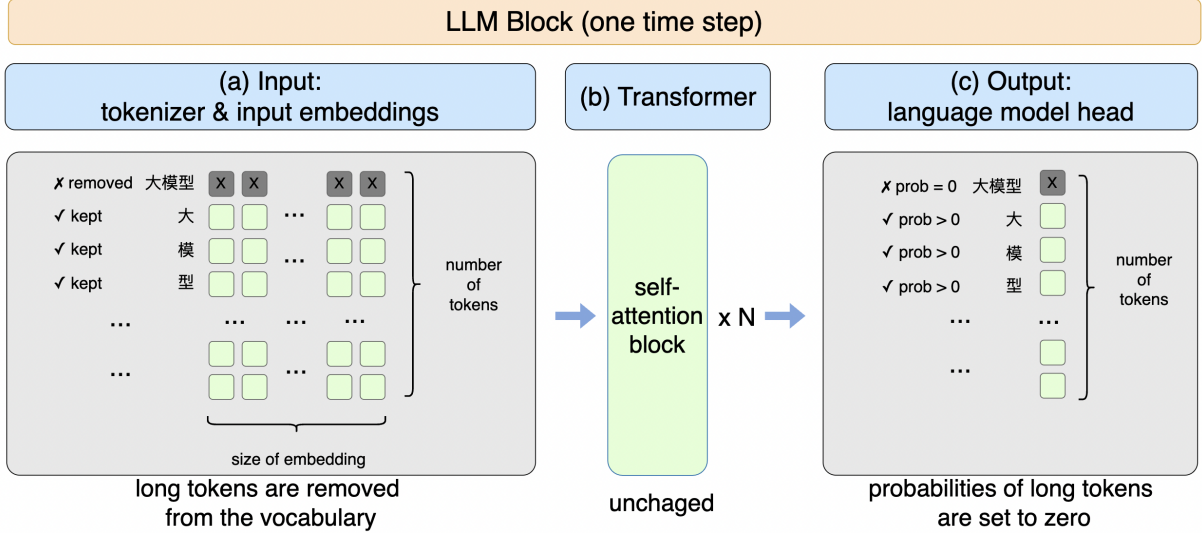 LLM Block (one time step)
(a) Input:
tokenizer & input embeddings
(b) Transformer
(c) Output:
language model head
✗ removed 大模型 X X X X
✓ kept 大 ...
✓ kept 模 ...
✓ kept 型
... ... ... ...
... ...
number
of
tokens
size of embedding
long tokens are removed
from the vocabulary
self-
attention
block
x N
unchaged
✗ prob = 0 大模型 X
✓ prob > 0 大
✓ prob > 0 模
✓ prob > 0 型
... ...
...
number
of
tokens
probabilities of long tokens
are set to zero